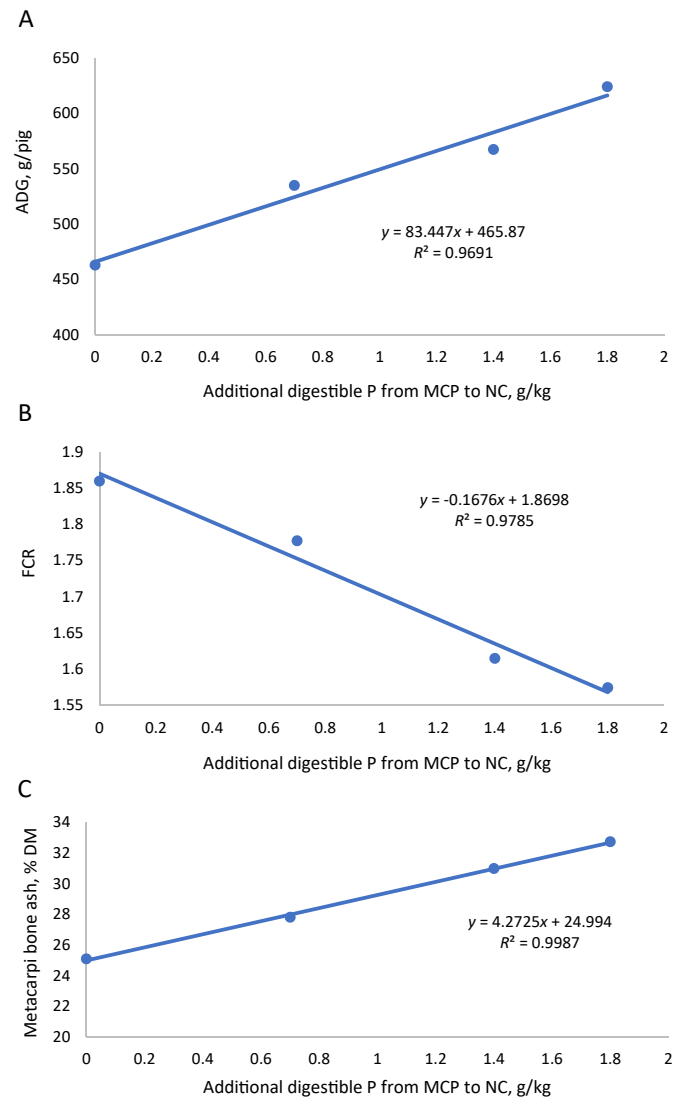 A
650
600
550
500
450
400
ADG, g/pig
y = 83.447x + 465.87
R² = 0.9691
0 0.2 0.4 0.6 0.8 1 1.2 1.4 1.6 1.8 2
Additional digestible P from MCP to NC, g/kg
B
1.9
1.85
1.8
1.75
1.7
1.65
1.6
1.55
FCR
y = -0.1676x + 1.8698
R² = 0.9785
0 0.2 0.4 0.6 0.8 1 1.2 1.4 1.6 1.8 2
Additional digestible P from MCP to NC, g/kg
C
34
32
30
28
26
24
22
20
Metacarpi bone ash, % DM
y = 4.2725x + 24.994
R² = 0.9987
0 0.2 0.4 0.6 0.8 1 1.2 1.4 1.6 1.8 2
Additional digestible P from MCP to NC, g/kg